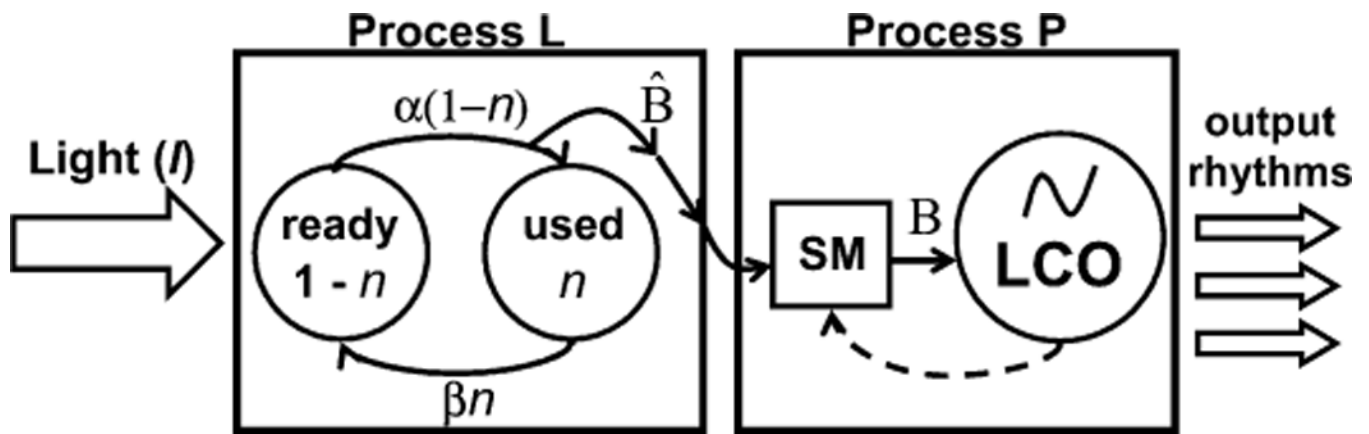 Process L
Process P
Light (I)
α(1–n)
B̂
ready
1 - n
used
n
βn
SM
B
LCO
output
rhythms